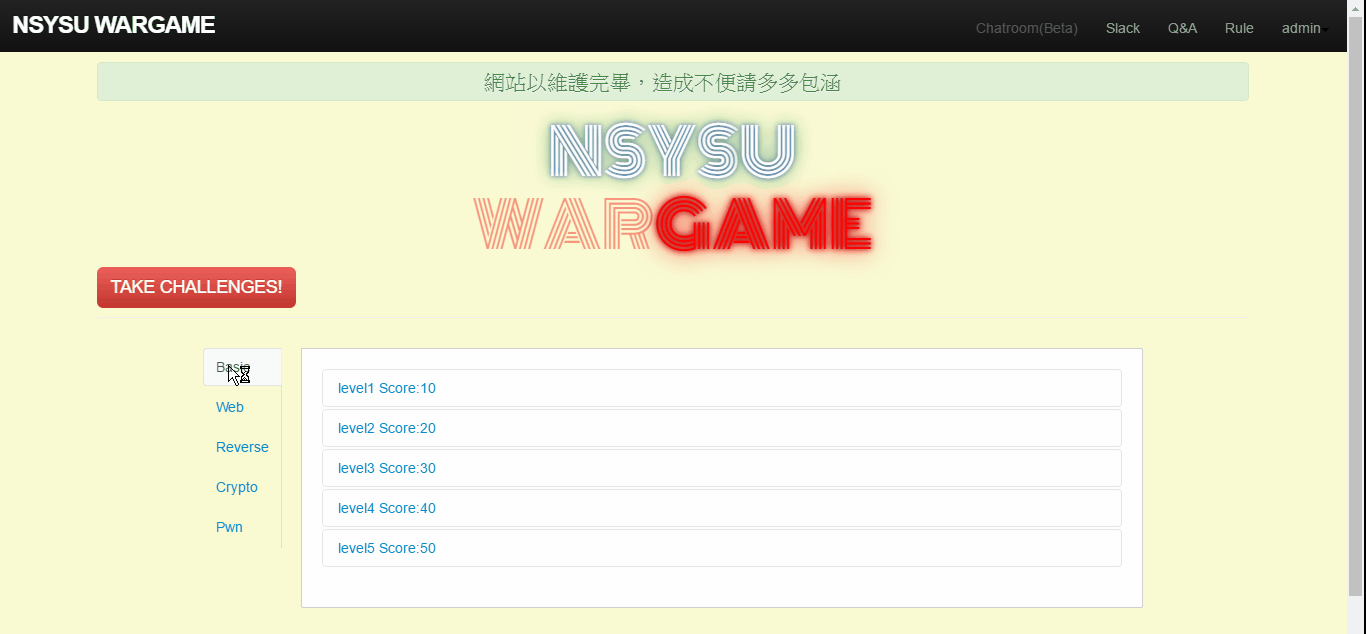 NSYSU WARGAME
Chatroom(Beta) Slack Q&A Rule admin
網站以維護完畢，造成不便請多多包涵
NSYSU
WARGAME
TAKE CHALLENGES!
Basic
Web
Reverse
Crypto
Pwn
level1 Score:10
level2 Score:20
level3 Score:30
level4 Score:40
level5 Score:50